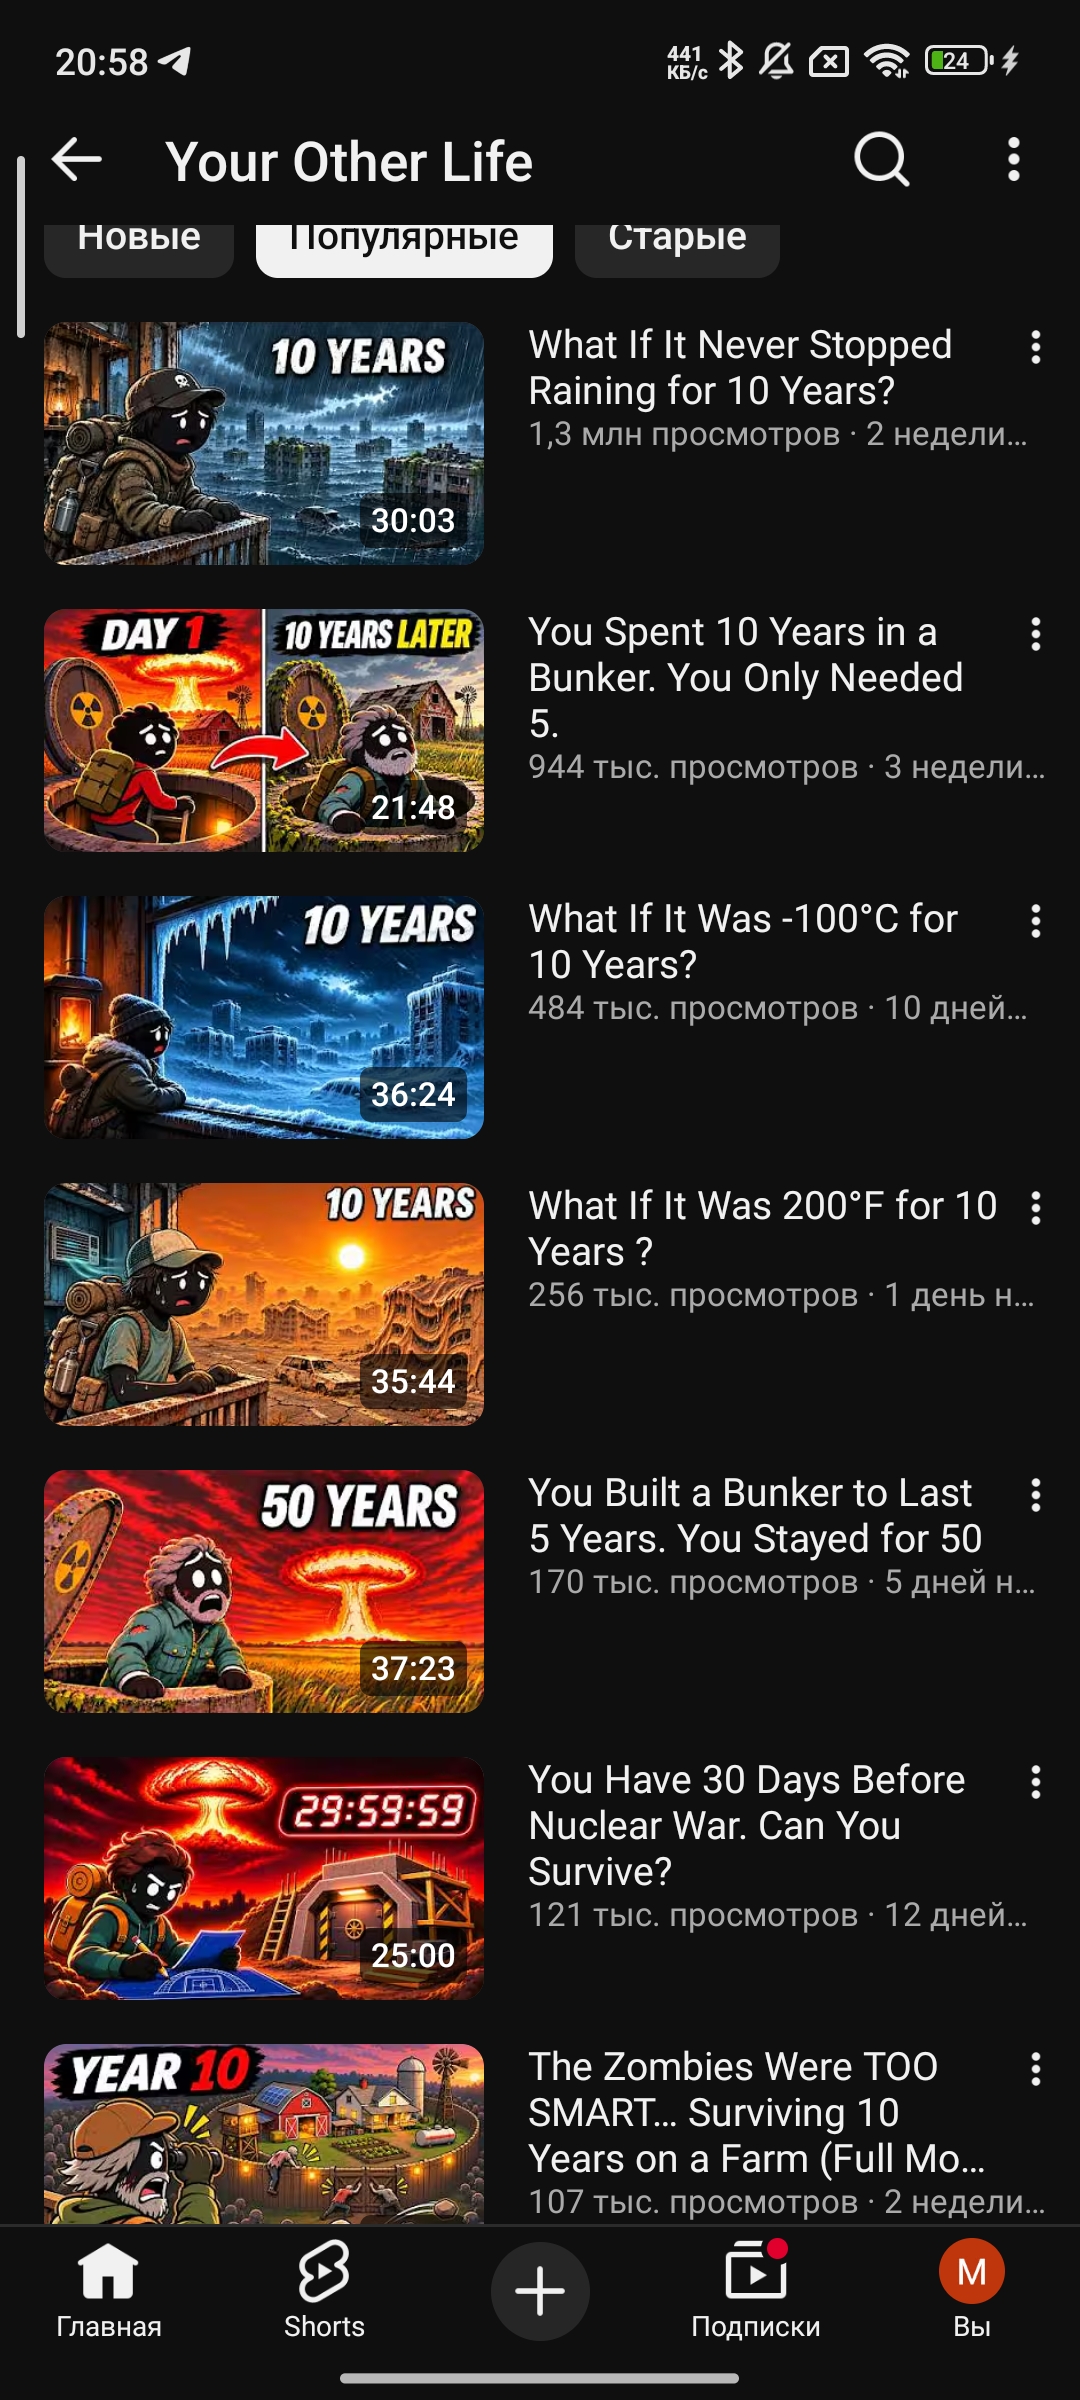 20:58
441
КБ/с
24
Your Other Life
Новые
Популярные
Старые
10 YEARS
30:03
What If It Never Stopped
Raining for 10 Years?
1,3 млн просмотров · 2 недели...
DAY 1
10 YEARS LATER
21:48
You Spent 10 Years in a
Bunker. You Only Needed
5.
944 тыс. просмотров · 3 недели...
10 YEARS
36:24
What If It Was -100°C for
10 Years?
484 тыс. просмотров · 10 дней...
10 YEARS
35:44
What If It Was 200°F for 10
Years ?
256 тыс. просмотров · 1 день н...
50 YEARS
37:23
You Built a Bunker to Last
5 Years. You Stayed for 50
170 тыс. просмотров · 5 дней н...
29:59:59
25:00
You Have 30 Days Before
Nuclear War. Can You
Survive?
121 тыс. просмотров · 12 дней...
YEAR 10
The Zombies Were TOO
SMART... Surviving 10
Years on a Farm (Full Mo...
107 тыс. просмотров · 2 недели...
Главная
Shorts
Подписки
M
Вы